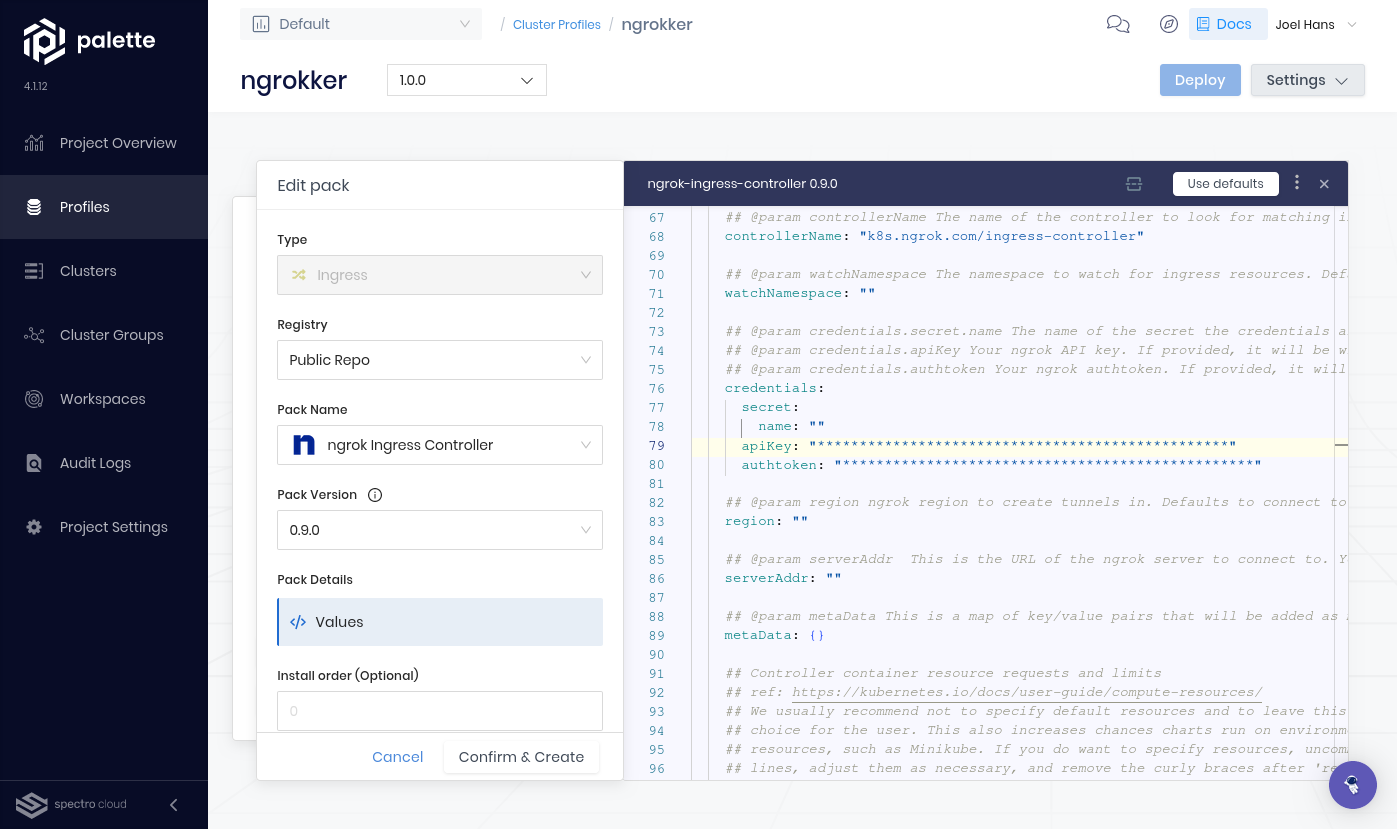 palette
4.1.12
Project Overview
Profiles
Clusters
Cluster Groups
Workspaces
Audit Logs
Project Settings
spectro cloud
Default
/ Cluster Profiles / ngrokker
Docs
Joel Hans
ngrokker
1.0.0
Deploy
Settings
Edit pack
Type
Ingress
Registry
Public Repo
Pack Name
ngrok Ingress Controller
Pack Version
0.9.0
Pack Details
Values
Install order (Optional)
0
Cancel
Confirm & Create
ngrok-ingress-controller 0.9.0
Use defaults
67 ## @param controllerName The name of the controller to look for matching i
68 controllerName: "k8s.ngrok.com/ingress-controller"
69
70 ## @param watchNamespace The namespace to watch for ingress resources. Def
71 watchNamespace: ""
72
73 ## @param credentials.secret.name The name of the secret the credentials a
74 ## @param credentials.apiKey Your ngrok API key. If provided, it will be w
75 ## @param credentials.authtoken Your ngrok authtoken. If provided, it will
76 credentials:
77 secret:
78 name: ""
79 apiKey: "*************************************************"
80 authtoken: "*************************************************"
81
82 ## @param region ngrok region to create tunnels in. Defaults to connect to
83 region: ""
84
85 ## @param serverAddr  This is the URL of the ngrok server to connect to. Y
86 serverAddr: ""
87
88 ## @param metaData This is a map of key/value pairs that will be added as
89 metaData: {}
90
91 ## Controller container resource requests and limits
92 ## ref: https://kubernetes.io/docs/user-guide/compute-resources/
93 ## We usually recommend not to specify default resources and to leave this
94 ## choice for the user. This also increases chances charts run on environm
95 ## resources, such as Minikube. If you do want to specify resources, uncom
96 ## lines, adjust them as necessary, and remove the curly braces after 're